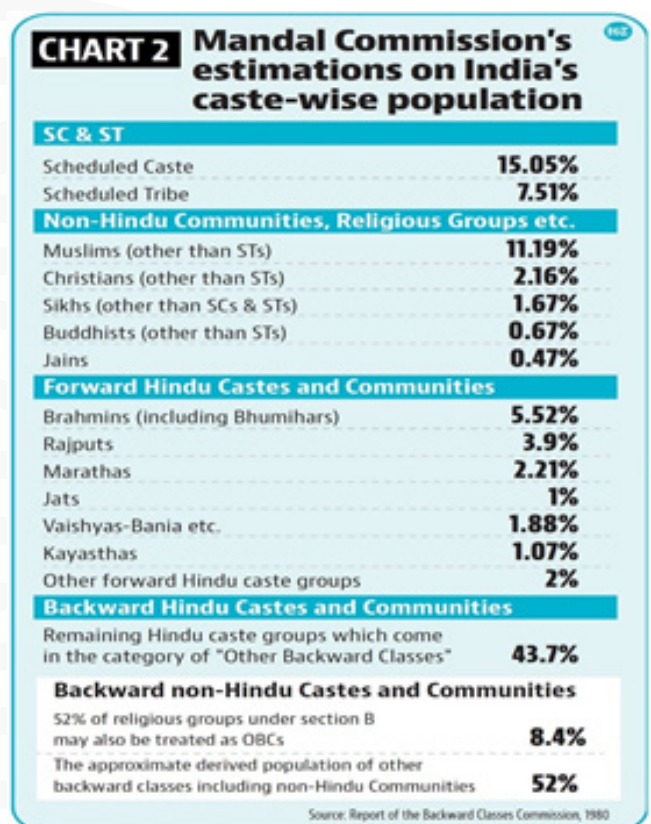 CHART 2 Mandal Commission's
estimations on India's
caste-wise population
SC & ST
Scheduled Caste 15.05%
Scheduled Tribe 7.51%
Non-Hindu Communities, Religious Groups etc.
Muslims (other than STs) 11.19%
Christians (other than STs) 2.16%
Sikhs (other than SCs & STs) 1.67%
Buddhists (other than STs) 0.67%
Jains 0.47%
Forward Hindu Castes and Communities
Brahmins (including Bhumihars) 5.52%
Rajputs 3.9%
Marathas 2.21%
Jats 1%
Vaishyas-Bania etc. 1.88%
Kayasthas 1.07%
Other forward Hindu caste groups 2%
Backward Hindu Castes and Communities
Remaining Hindu caste groups which come
in the category of "Other Backward Classes" 43.7%
Backward non-Hindu Castes and Communities
52% of religious groups under section B
may also be treated as OBCs 8.4%
The approximate derived population of other
backward classes including non-Hindu Communities 52%
Source: Report of the Backward Classes Commission, 1980